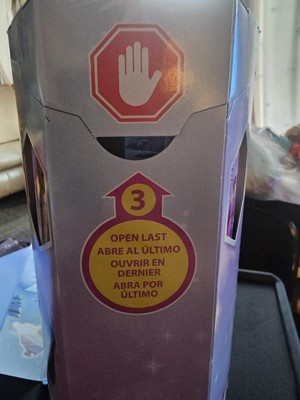 3
OPEN LAST
ABRE AL ÚLTIMO
OUVRIR EN
DERNIER
ABRA POR
ÚLTIMO